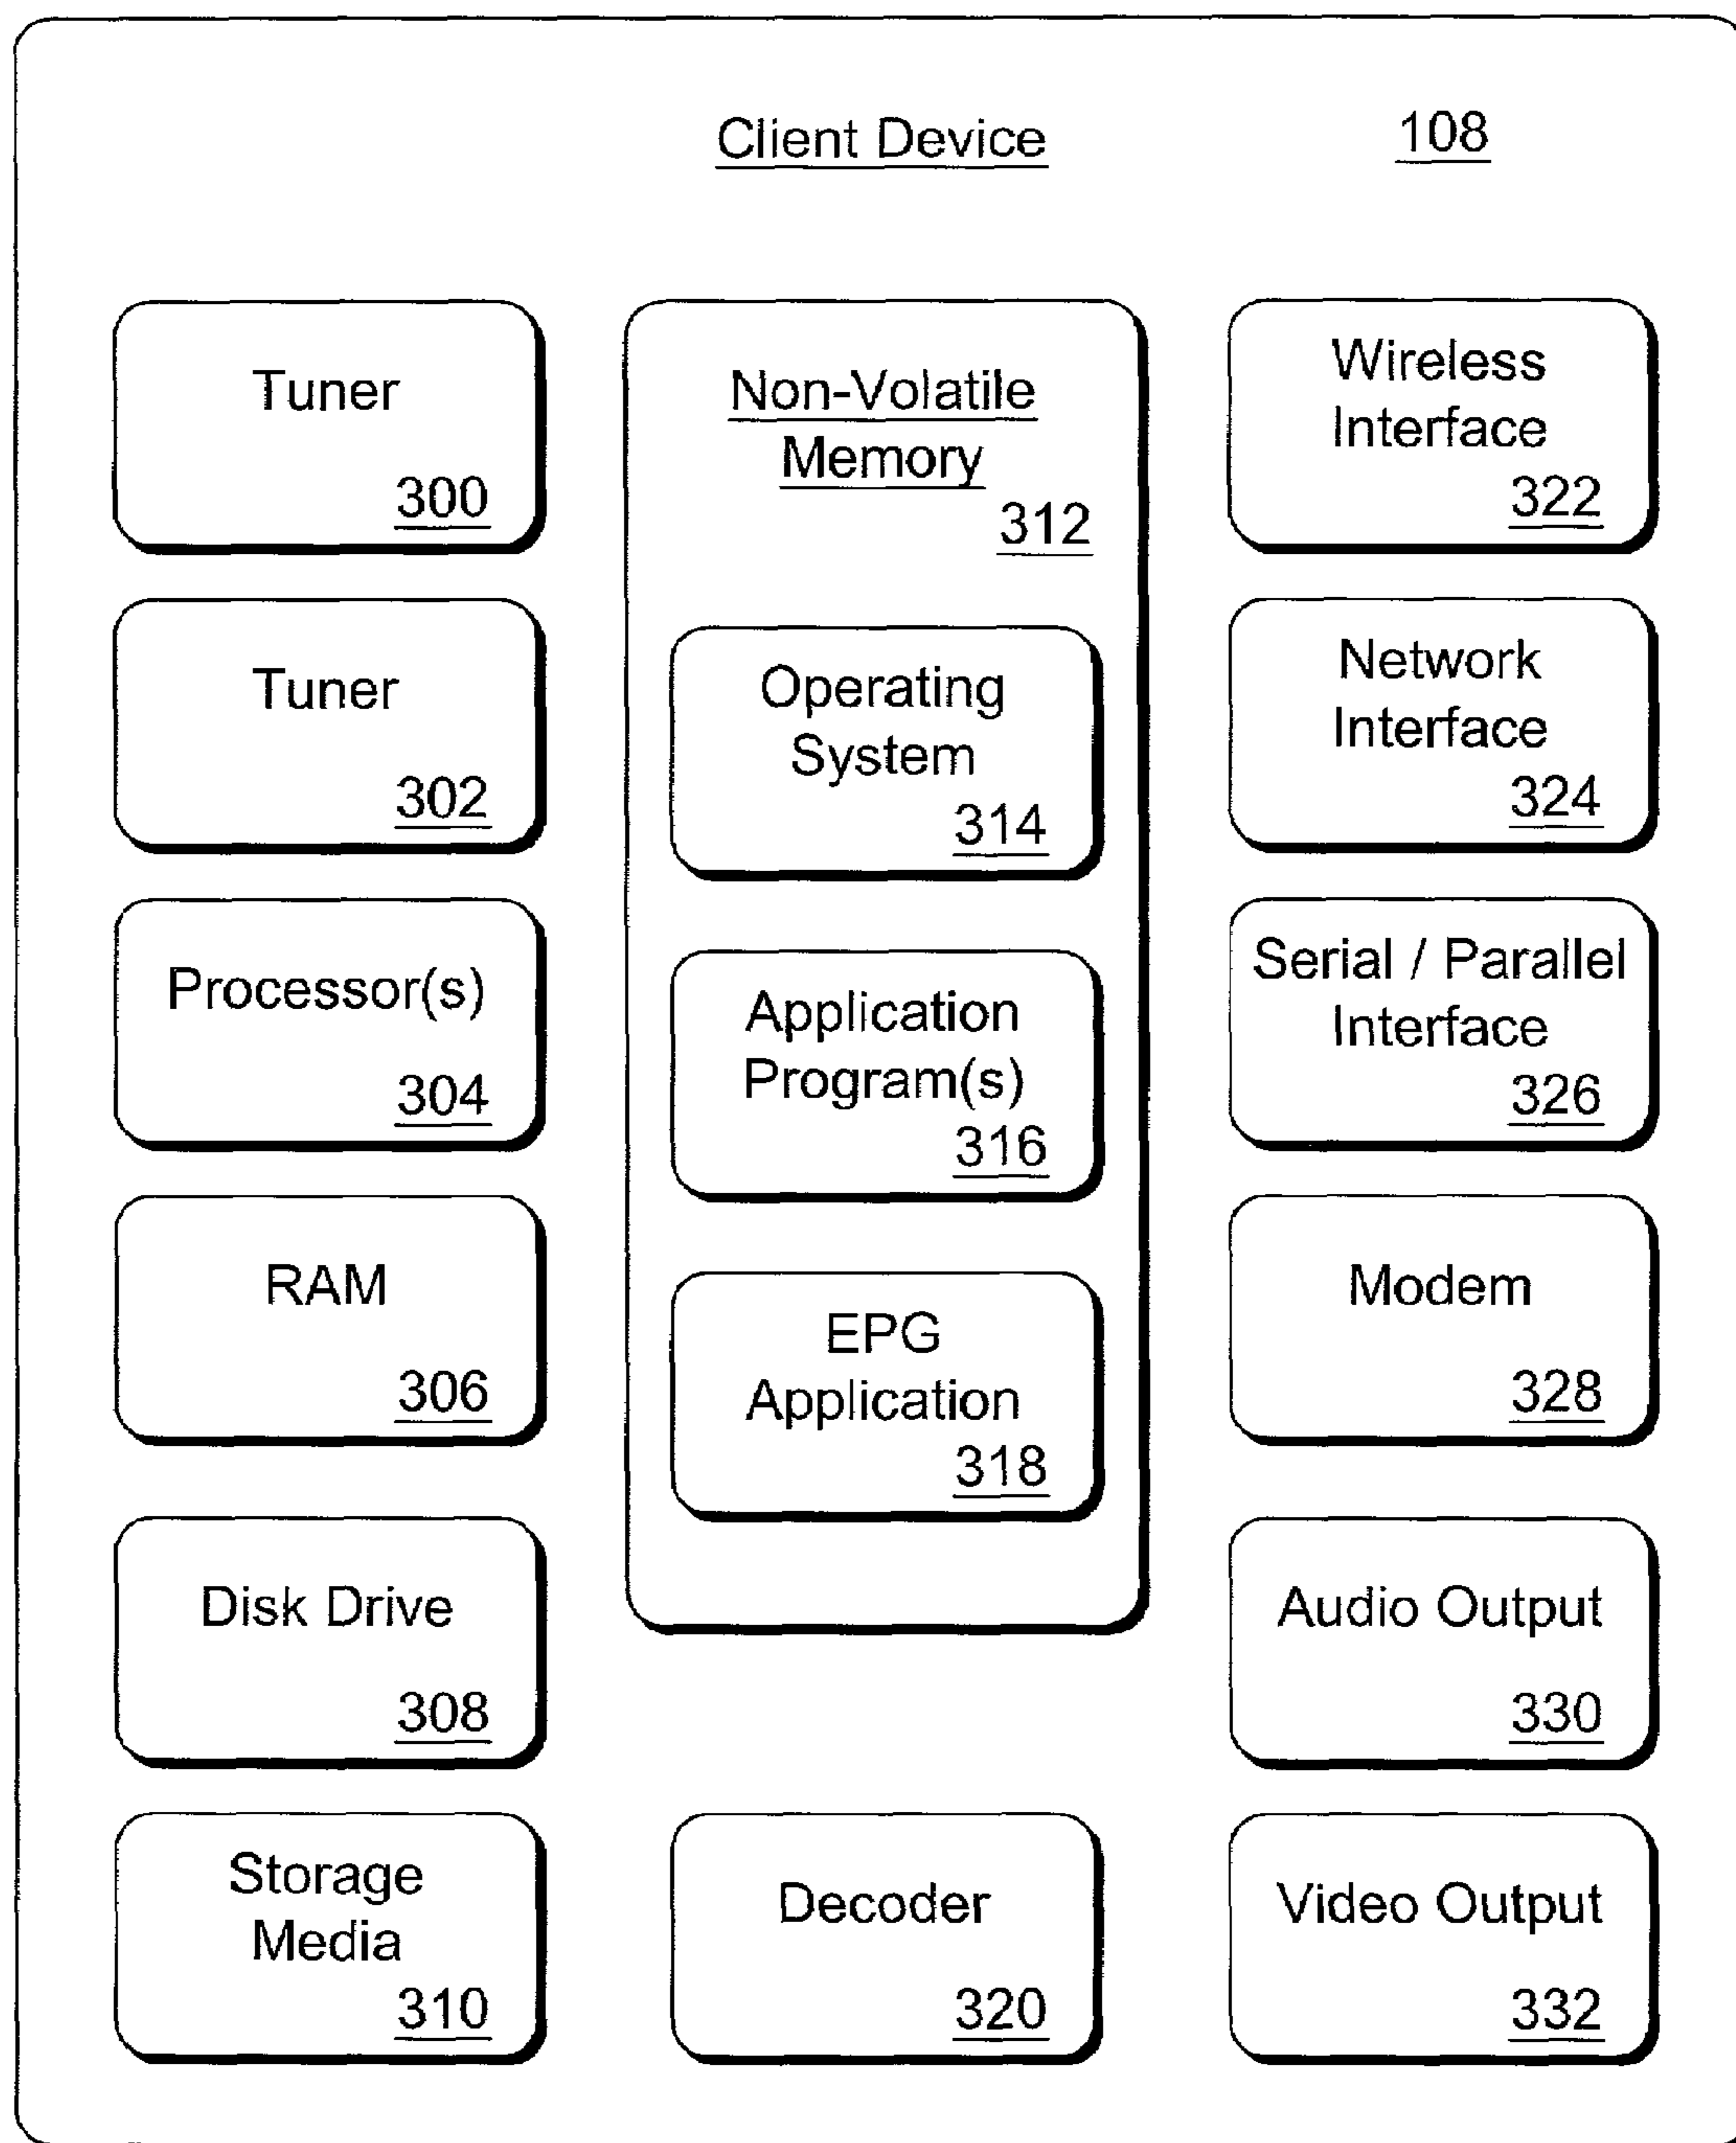 Client Device
108
Tuner
300
Tuner
302
Processor(s)
304
RAM
306
Disk Drive
308
Storage
Media
310
Non-Volatile
Memory
312
Operating
System
314
Application
Program(s)
316
EPG
Application
318
Decoder
320
Wireless
Interface
322
Network
Interface
324
Serial / Parallel
Interface
326
Modem
328
Audio Output
330
Video Output
332